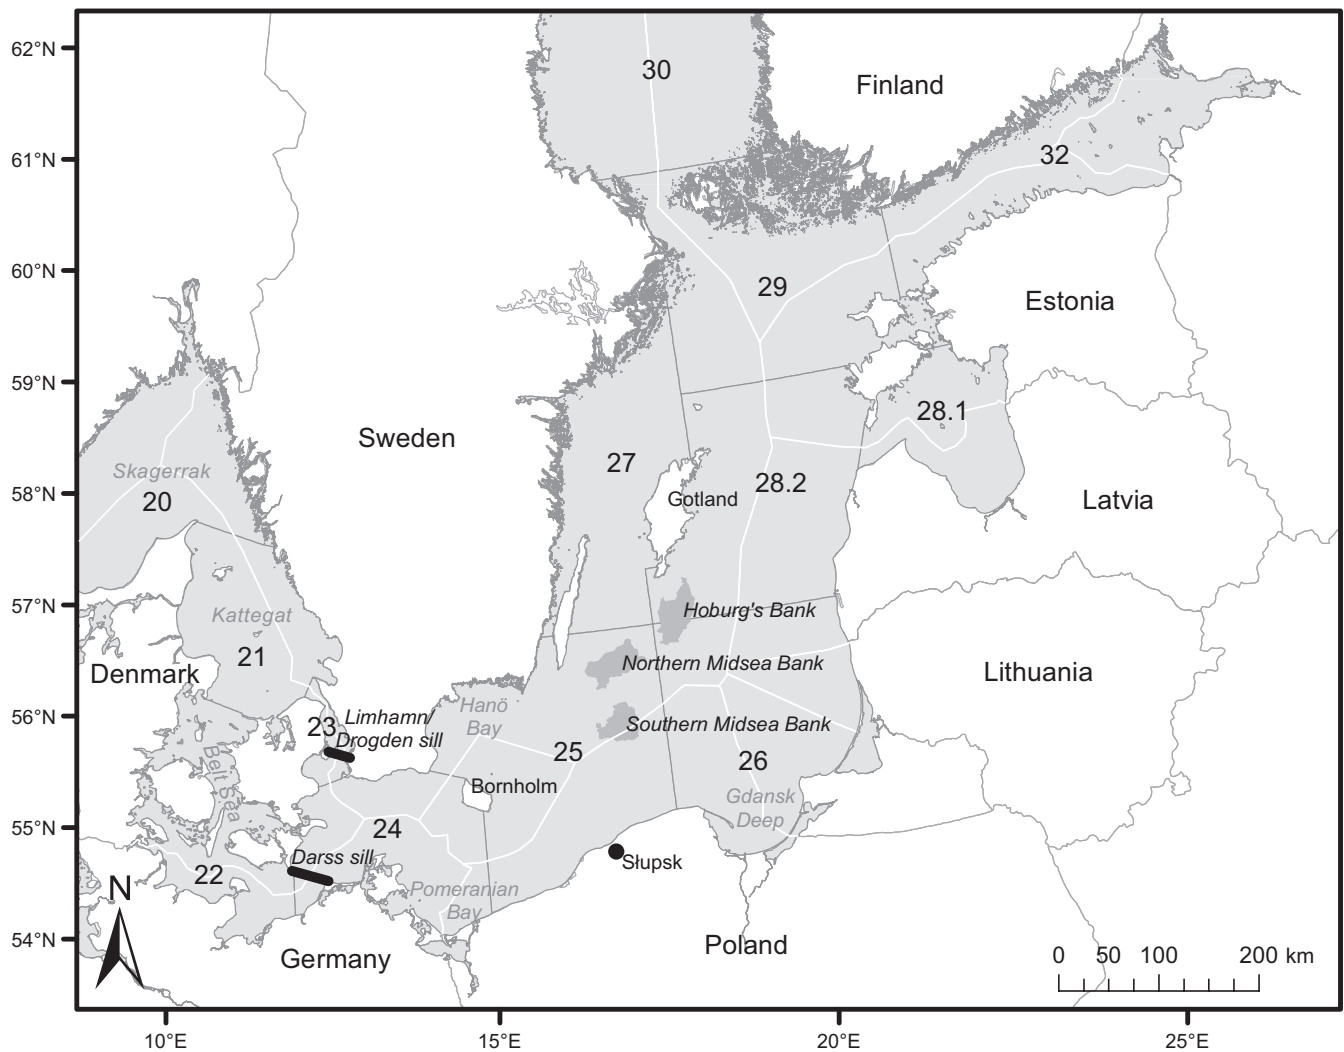 62°N
30
Finland
61°N
32
60°N
29
Estonia
59°N
28.1
Sweden
27
Skagerrak
28.2
58°N
20
Gotland
Latvia
57°N
Kattegat
Hoburg's Bank
21
Northern Midsea Bank
Denmark
Lithuania
Hanö
Bay
56°N
23
Limhamn/
Drogden sill
Southern Midsea Bank
25
26
Belt Sea
Bornholm
Gdansk
Deep
55°N
24
Darss sill
Słupsk
22
N
Pomeranian
Bay
54°N
Germany
Poland
0 50 100 200 km
10°E 15°E 20°E 25°E